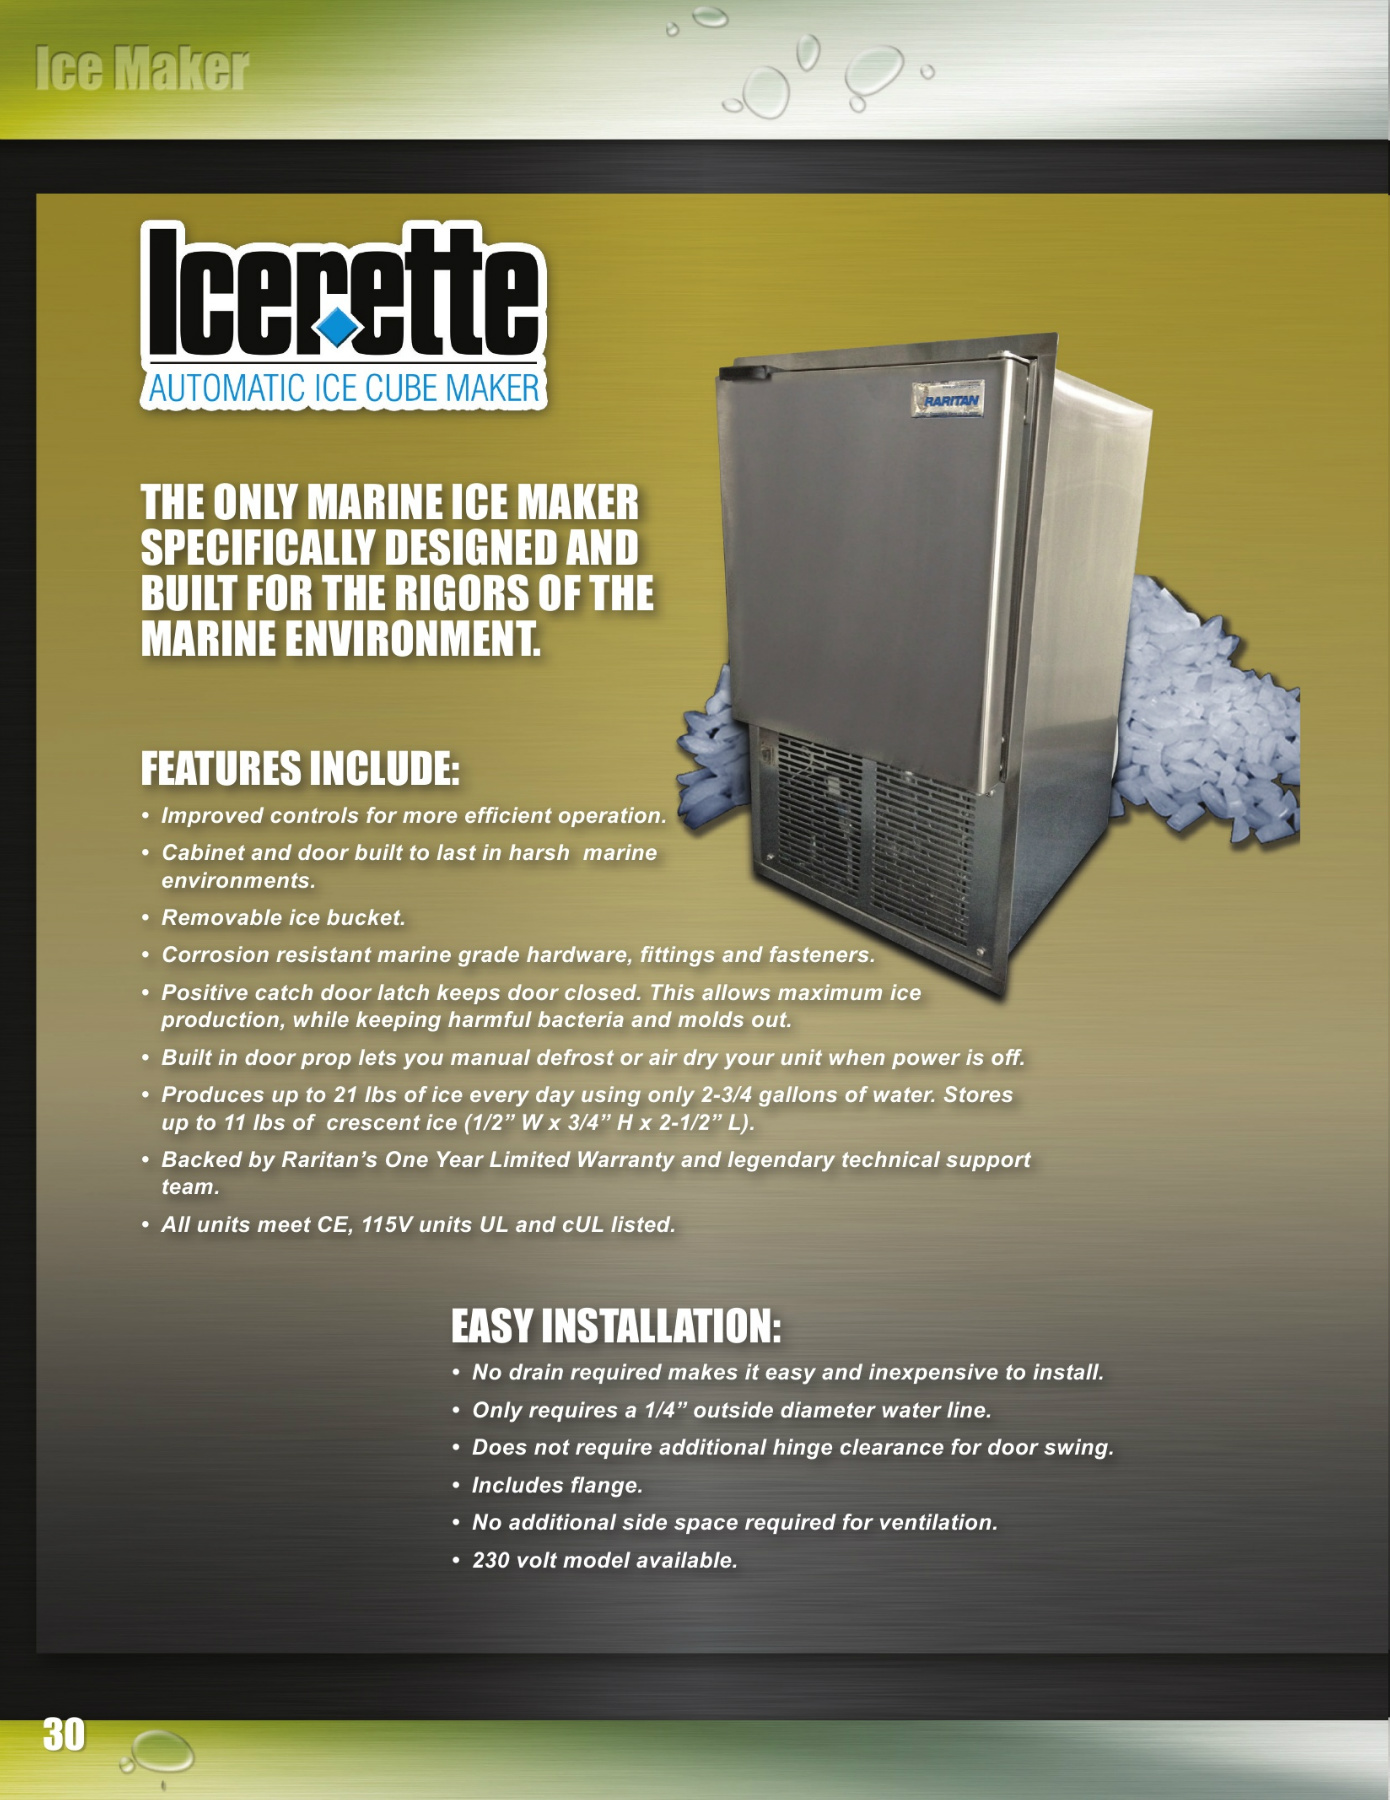 Ice Maker
Icerette
AUTOMATIC ICE CUBE MAKER
RARITAN
THE ONLY MARINE ICE MAKER
SPECIFICALLY DESIGNED AND
BUILT FOR THE RIGORS OF THE
MARINE ENVIRONMENT.
FEATURES INCLUDE:
• Improved controls for more efficient operation.
• Cabinet and door built to last in harsh  marine
environments.
• Removable ice bucket.
• Corrosion resistant marine grade hardware, fittings and fasteners.
• Positive catch door latch keeps door closed. This allows maximum ice
production, while keeping harmful bacteria and molds out.
• Built in door prop lets you manual defrost or air dry your unit when power is off.
• Produces up to 21 lbs of ice every day using only 2-3/4 gallons of water. Stores
up to 11 lbs of  crescent ice (1/2” W x 3/4” H x 2-1/2” L).
• Backed by Raritan’s One Year Limited Warranty and legendary technical support
team.
• All units meet CE, 115V units UL and cUL listed.
EASY INSTALLATION:
• No drain required makes it easy and inexpensive to install.
• Only requires a 1/4” outside diameter water line.
• Does not require additional hinge clearance for door swing.
• Includes flange.
• No additional side space required for ventilation.
• 230 volt model available.
30